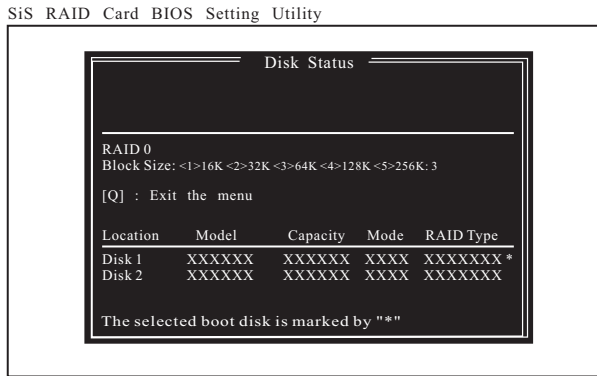 SiS RAID Card BIOS Setting Utility
Disk Status
RAID 0
Block Size: <1>16K <2>32K <3>64K <4>128K <5>256K: 3
[Q] : Exit the menu
Location Model Capacity Mode RAID Type
Disk 1 XXXXXX XXXXXX XXXX XXXXXXX *
Disk 2 XXXXXX XXXXXX XXXX XXXXXXX
The selected boot disk is marked by "*"